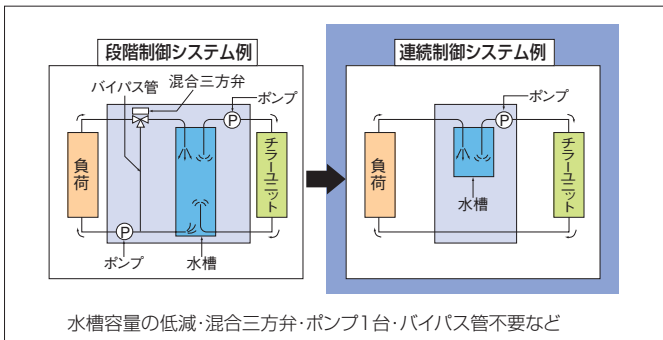 段階制御システム例
バイパス管
混合三方弁
ポンプ
P
負荷
チラーユニット
P
ポンプ
水槽
連続制御システム例
ポンプ
P
負荷
チラーユニット
水槽
水槽容量の低減・混合三方弁・ポンプ1台・バイパス管不要など